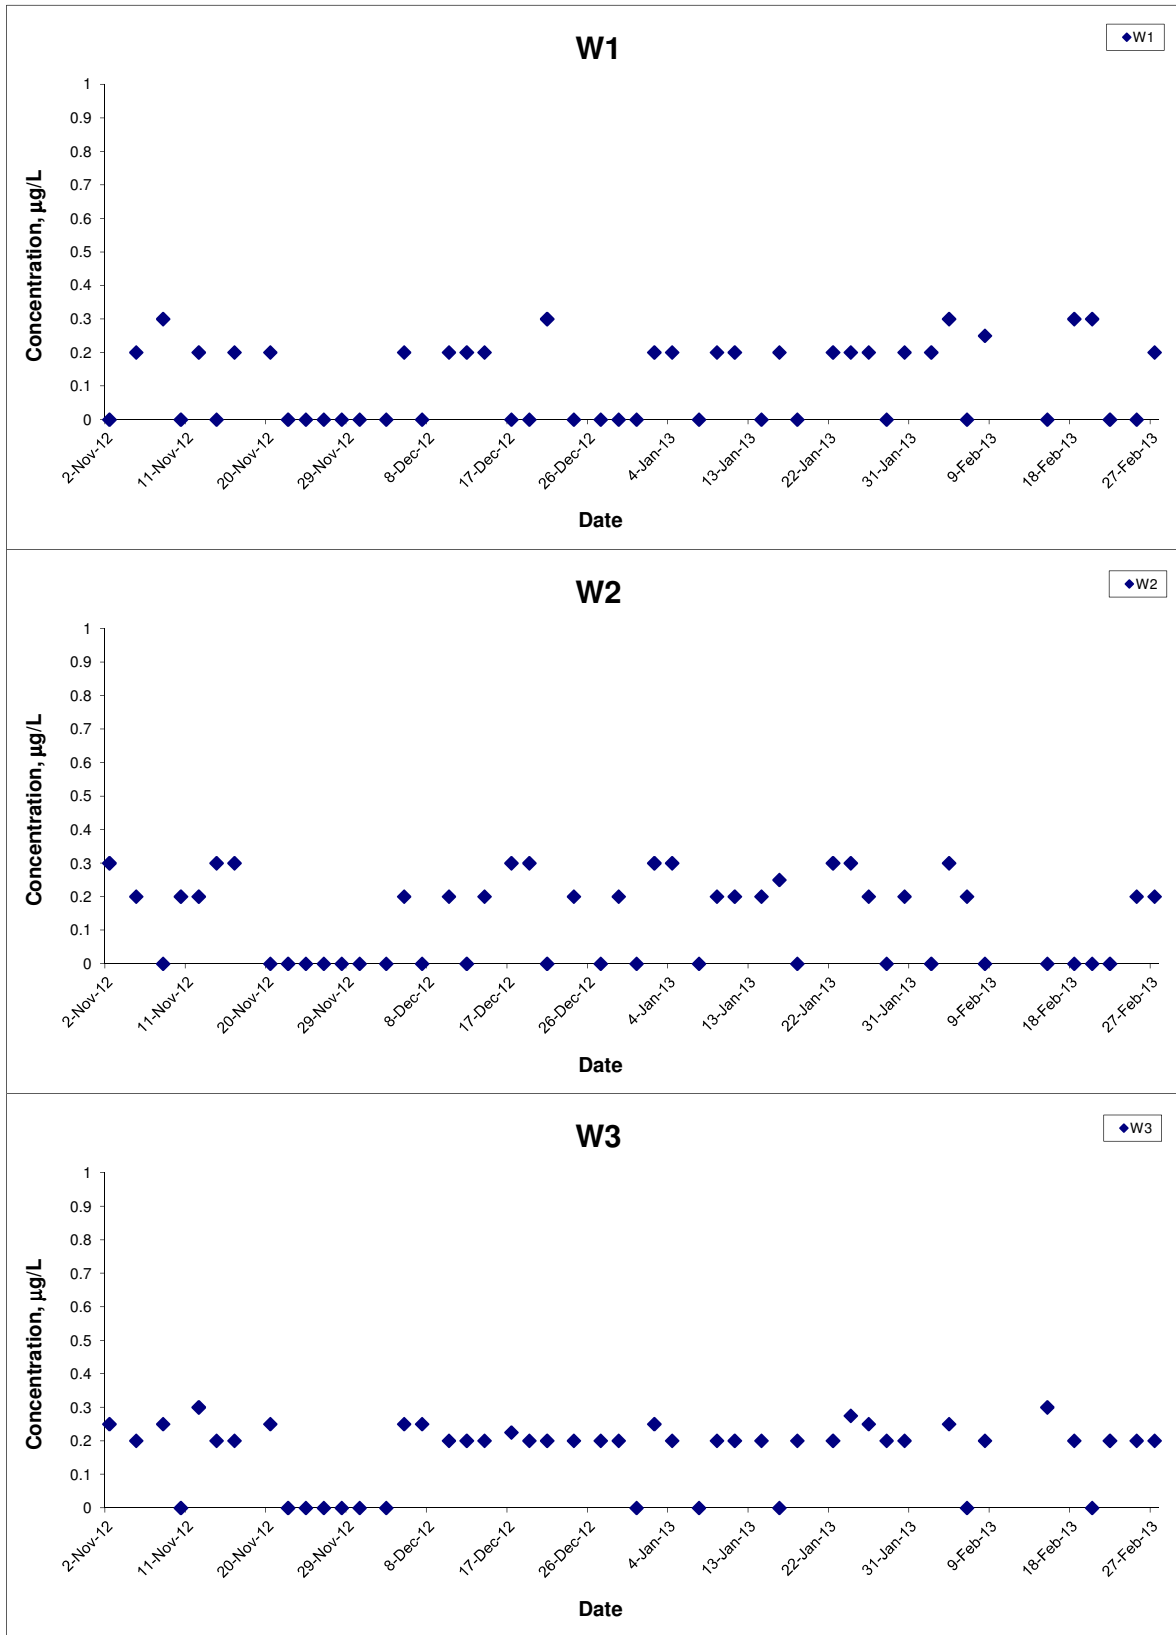 W1
W1
1
0.9
0.8
0.7
0.6
0.5
0.4
0.3
0.2
0.1
0
Concentration, µg/L
2-Nov-12
11-Nov-12
20-Nov-12
29-Nov-12
8-Dec-12
17-Dec-12
26-Dec-12
4-Jan-13
13-Jan-13
22-Jan-13
31-Jan-13
9-Feb-13
18-Feb-13
27-Feb-13
Date
W2
W2
1
0.9
0.8
0.7
0.6
0.5
0.4
0.3
0.2
0.1
0
Concentration, µg/L
2-Nov-12
11-Nov-12
20-Nov-12
29-Nov-12
8-Dec-12
17-Dec-12
26-Dec-12
4-Jan-13
13-Jan-13
22-Jan-13
31-Jan-13
9-Feb-13
18-Feb-13
27-Feb-13
Date
W3
W3
1
0.9
0.8
0.7
0.6
0.5
0.4
0.3
0.2
0.1
0
Concentration, µg/L
2-Nov-12
11-Nov-12
20-Nov-12
29-Nov-12
8-Dec-12
17-Dec-12
26-Dec-12
4-Jan-13
13-Jan-13
22-Jan-13
31-Jan-13
9-Feb-13
18-Feb-13
27-Feb-13
Date